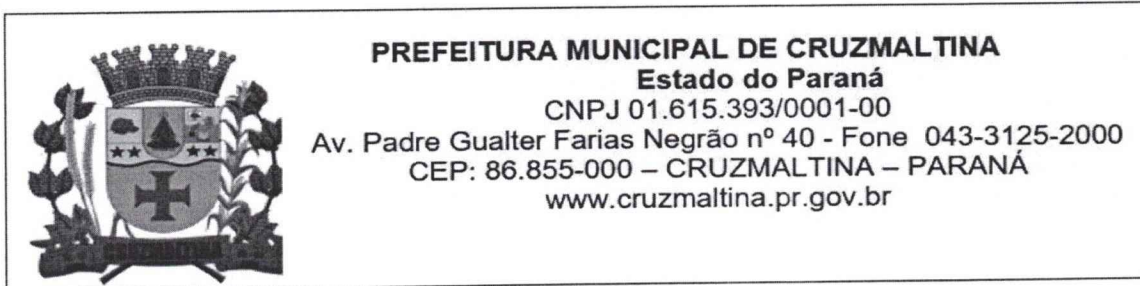 PREFEITURA MUNICIPAL DE CRUZMALTINA
Estado do Paraná
CNPJ 01.615.393/0001-00
Av. Padre Gualter Farias Negrão nº 40 - Fone 043-3125-2000
CEP: 86.855-000 – CRUZMALTINA – PARANÁ
www.cruzmaltina.pr.gov.br